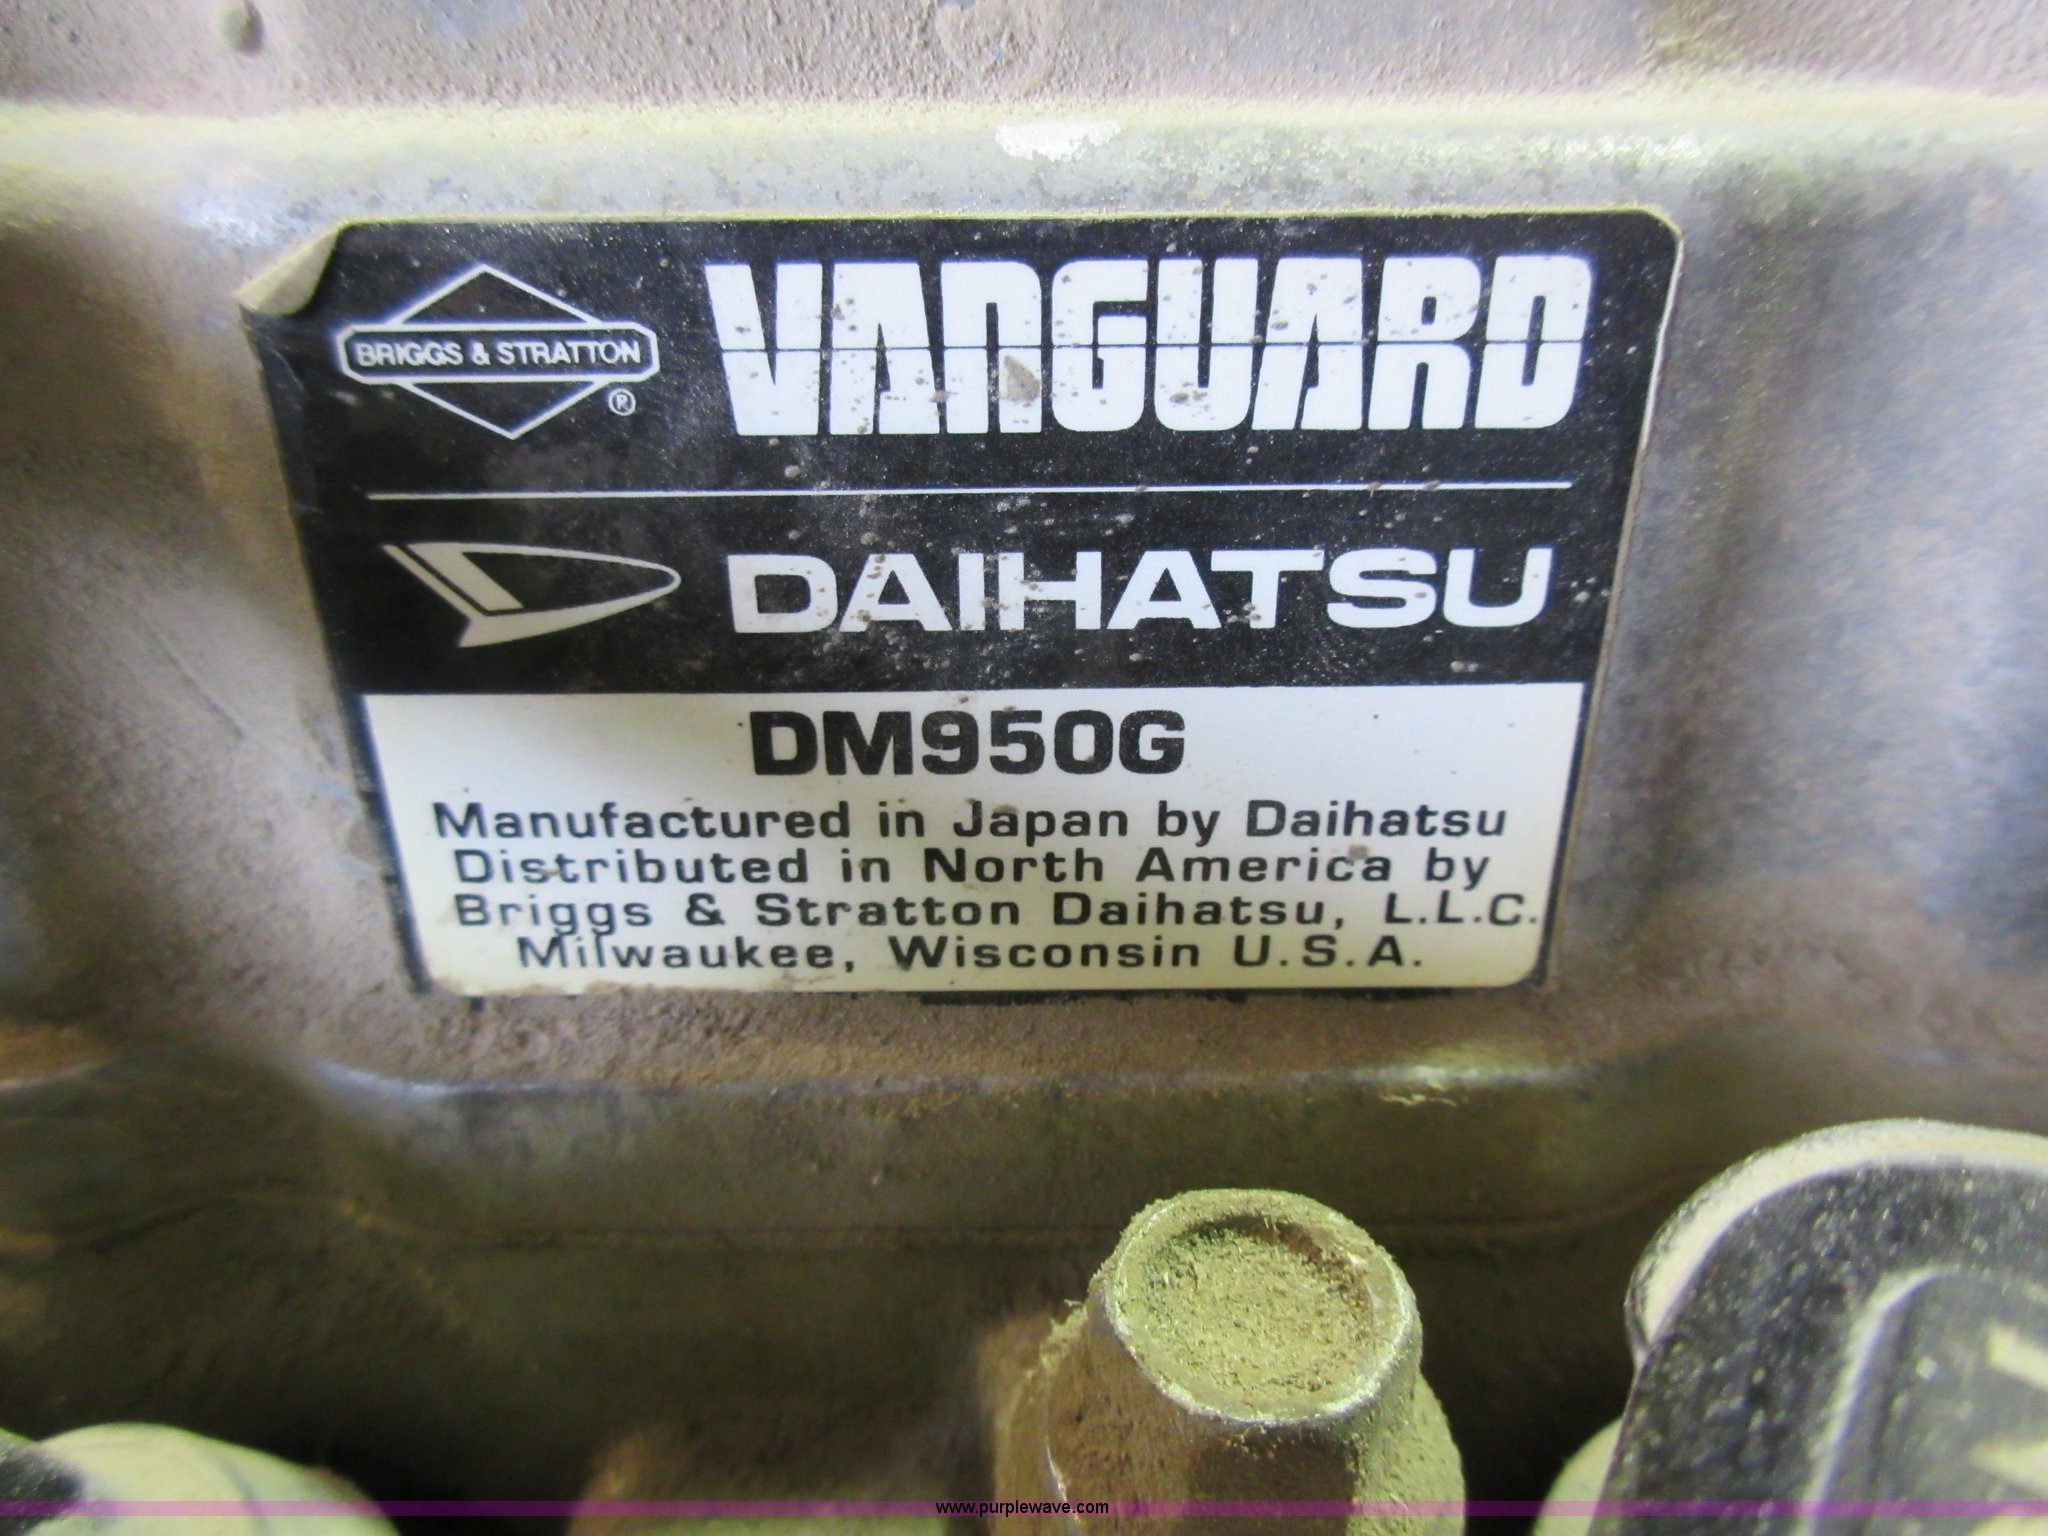 BRIGGS & STRATTON
®
VANGUARD
DAIHATSU
DM950G
Manufactured in Japan by Daihatsu
Distributed in North America by
Briggs & Stratton Daihatsu, L.L.C.
Milwaukee, Wisconsin U.S.A.
www.purplewave.com